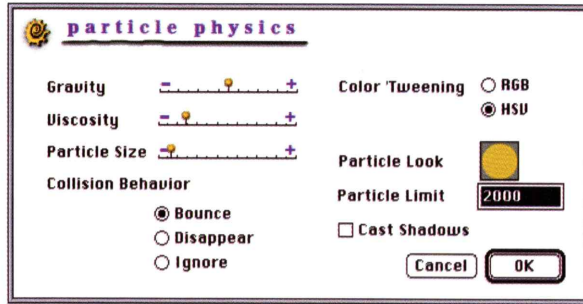 particle physics
Gravity - +
Viscosity - +
Particle Size - +
Collision Behavior
Bounce
Disappear
Ignore
Color 'Tweening RGB
HSV
Particle Look
Particle Limit 2000
Cast Shadows
Cancel OK